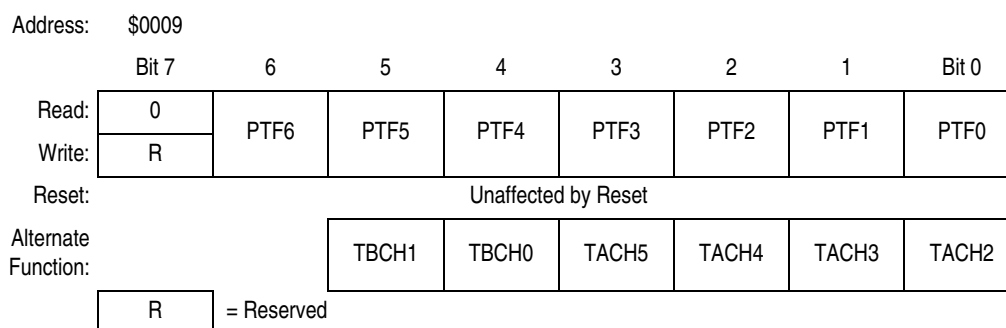 Address: $0009
Bit 7 6 5 4 3 2 1 Bit 0
Read: 0 PTF6 PTF5 PTF4 PTF3 PTF2 PTF1 PTF0
Write: R
Reset: Unaffected by Reset
Alternate
Function: TBCH1 TBCH0 TACH5 TACH4 TACH3 TACH2
R = Reserved